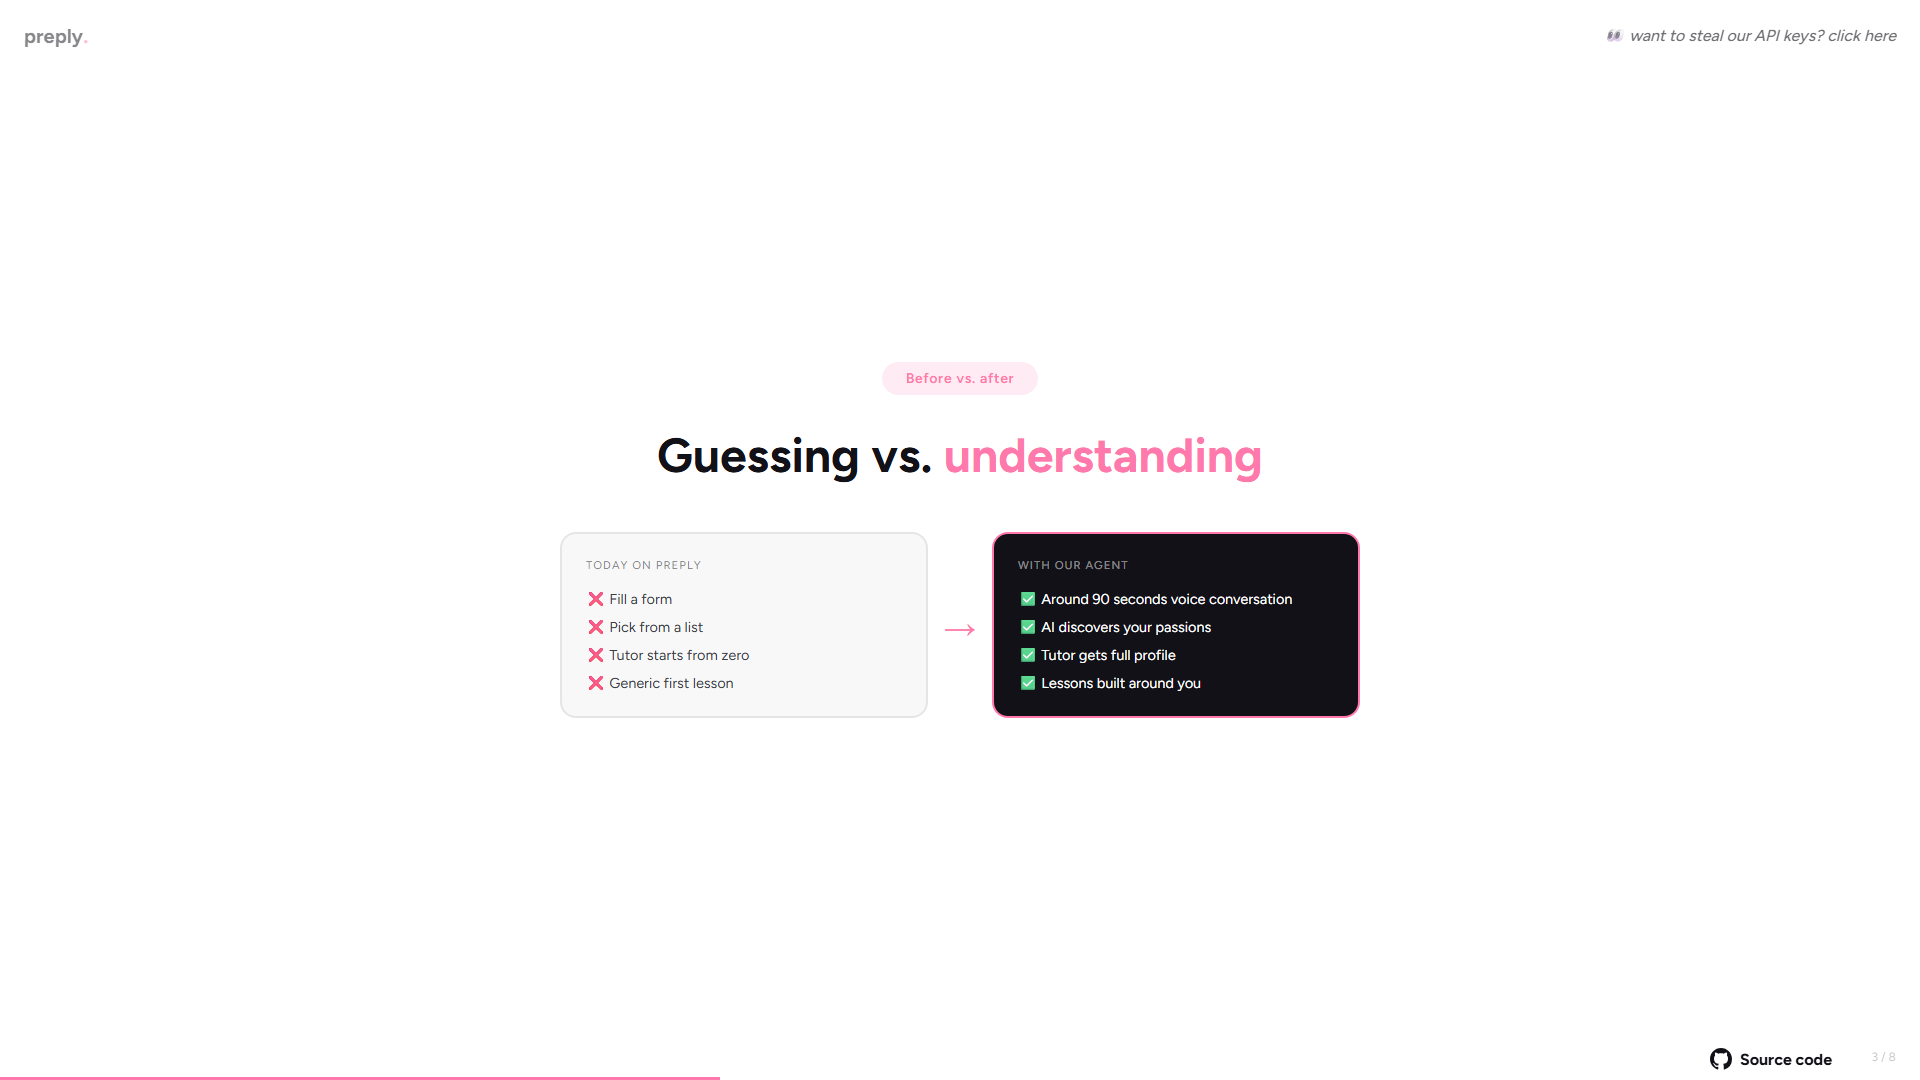 preply.
👀 want to steal our API keys? click here
Before vs. after
Guessing vs. understanding
TODAY ON PREPLY
❌ Fill a form
❌ Pick from a list
❌ Tutor starts from zero
❌ Generic first lesson
→
WITH OUR AGENT
✅ Around 90 seconds voice conversation
✅ AI discovers your passions
✅ Tutor gets full profile
✅ Lessons built around you
Source code
3 / 8